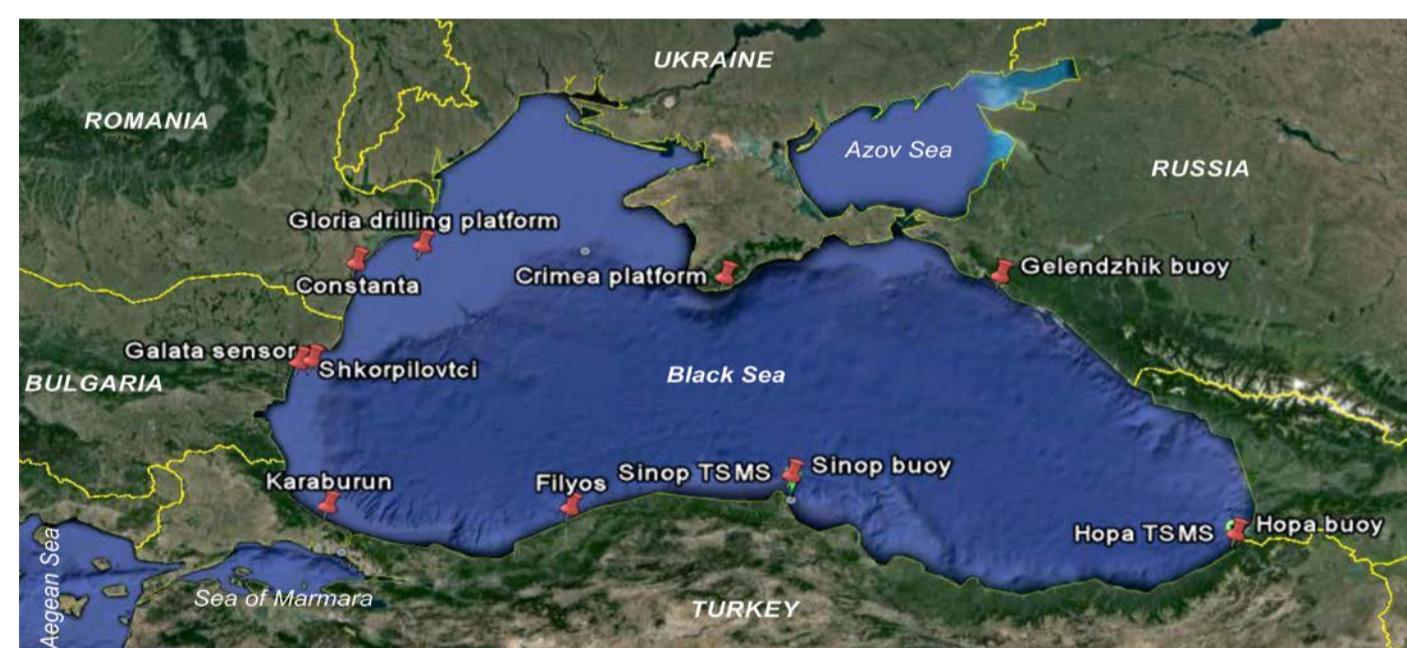 UKRAINE
ROMANIA
Azov Sea
RUSSIA
Gloria drilling platform
Constanta
Crimea platform
Gelendzhik buoy
Galata sensor
Shkorpilovtci
BULGARIA
Black Sea
Karaburun
Filyos
Sinop TSMS
Sinop buoy
Hopa TSMS
Hopa buoy
Aegean Sea
Sea of Marmara
TURKEY